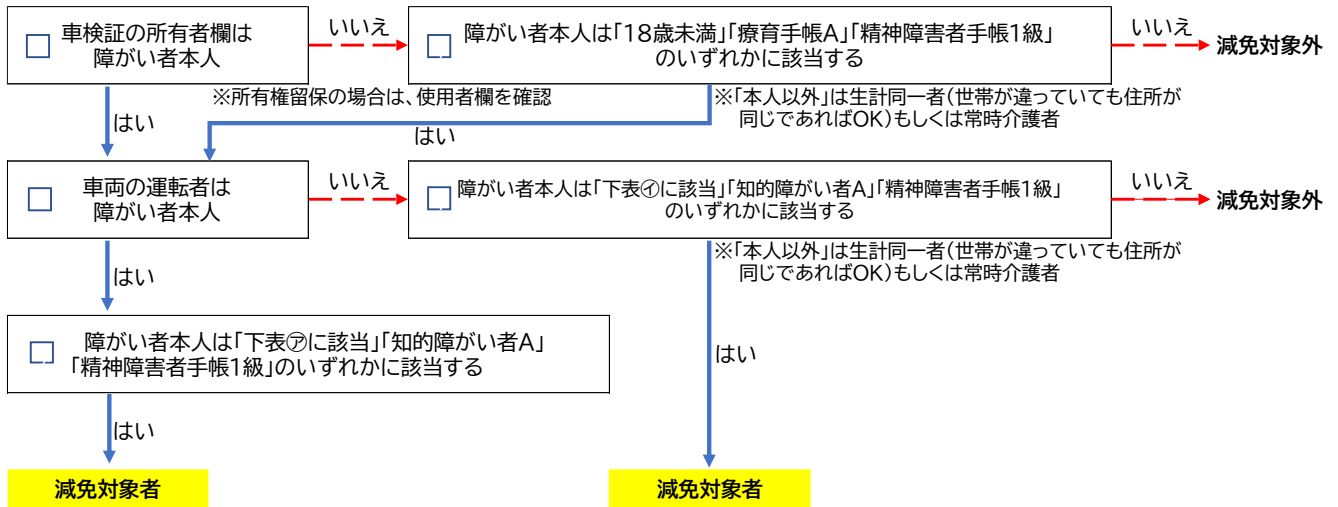 車検証の所有者欄は
障がい者本人
いいえ
障がい者本人は「18歳未満」「療育手帳A」「精神障害者手帳1級」
のいずれかに該当する
いいえ
減免対象外
※所有権留保の場合は、使用者欄を確認
※「本人以外」は生計同一者(世帯が違っていても住所が
同じであればOK)もしくは常時介護者
はい
はい
車両の運転者は
障がい者本人
いいえ
障がい者本人は「下表㋑に該当」「知的障がい者A」「精神障害者手帳1級」
のいずれかに該当する
いいえ
減免対象外
※「本人以外」は生計同一者(世帯が違っていても住所が
同じであればOK)もしくは常時介護者
はい
障がい者本人は「下表㋐に該当」「知的障がい者A」
「精神障害者手帳1級」のいずれかに該当する
はい
はい
減免対象者
減免対象者